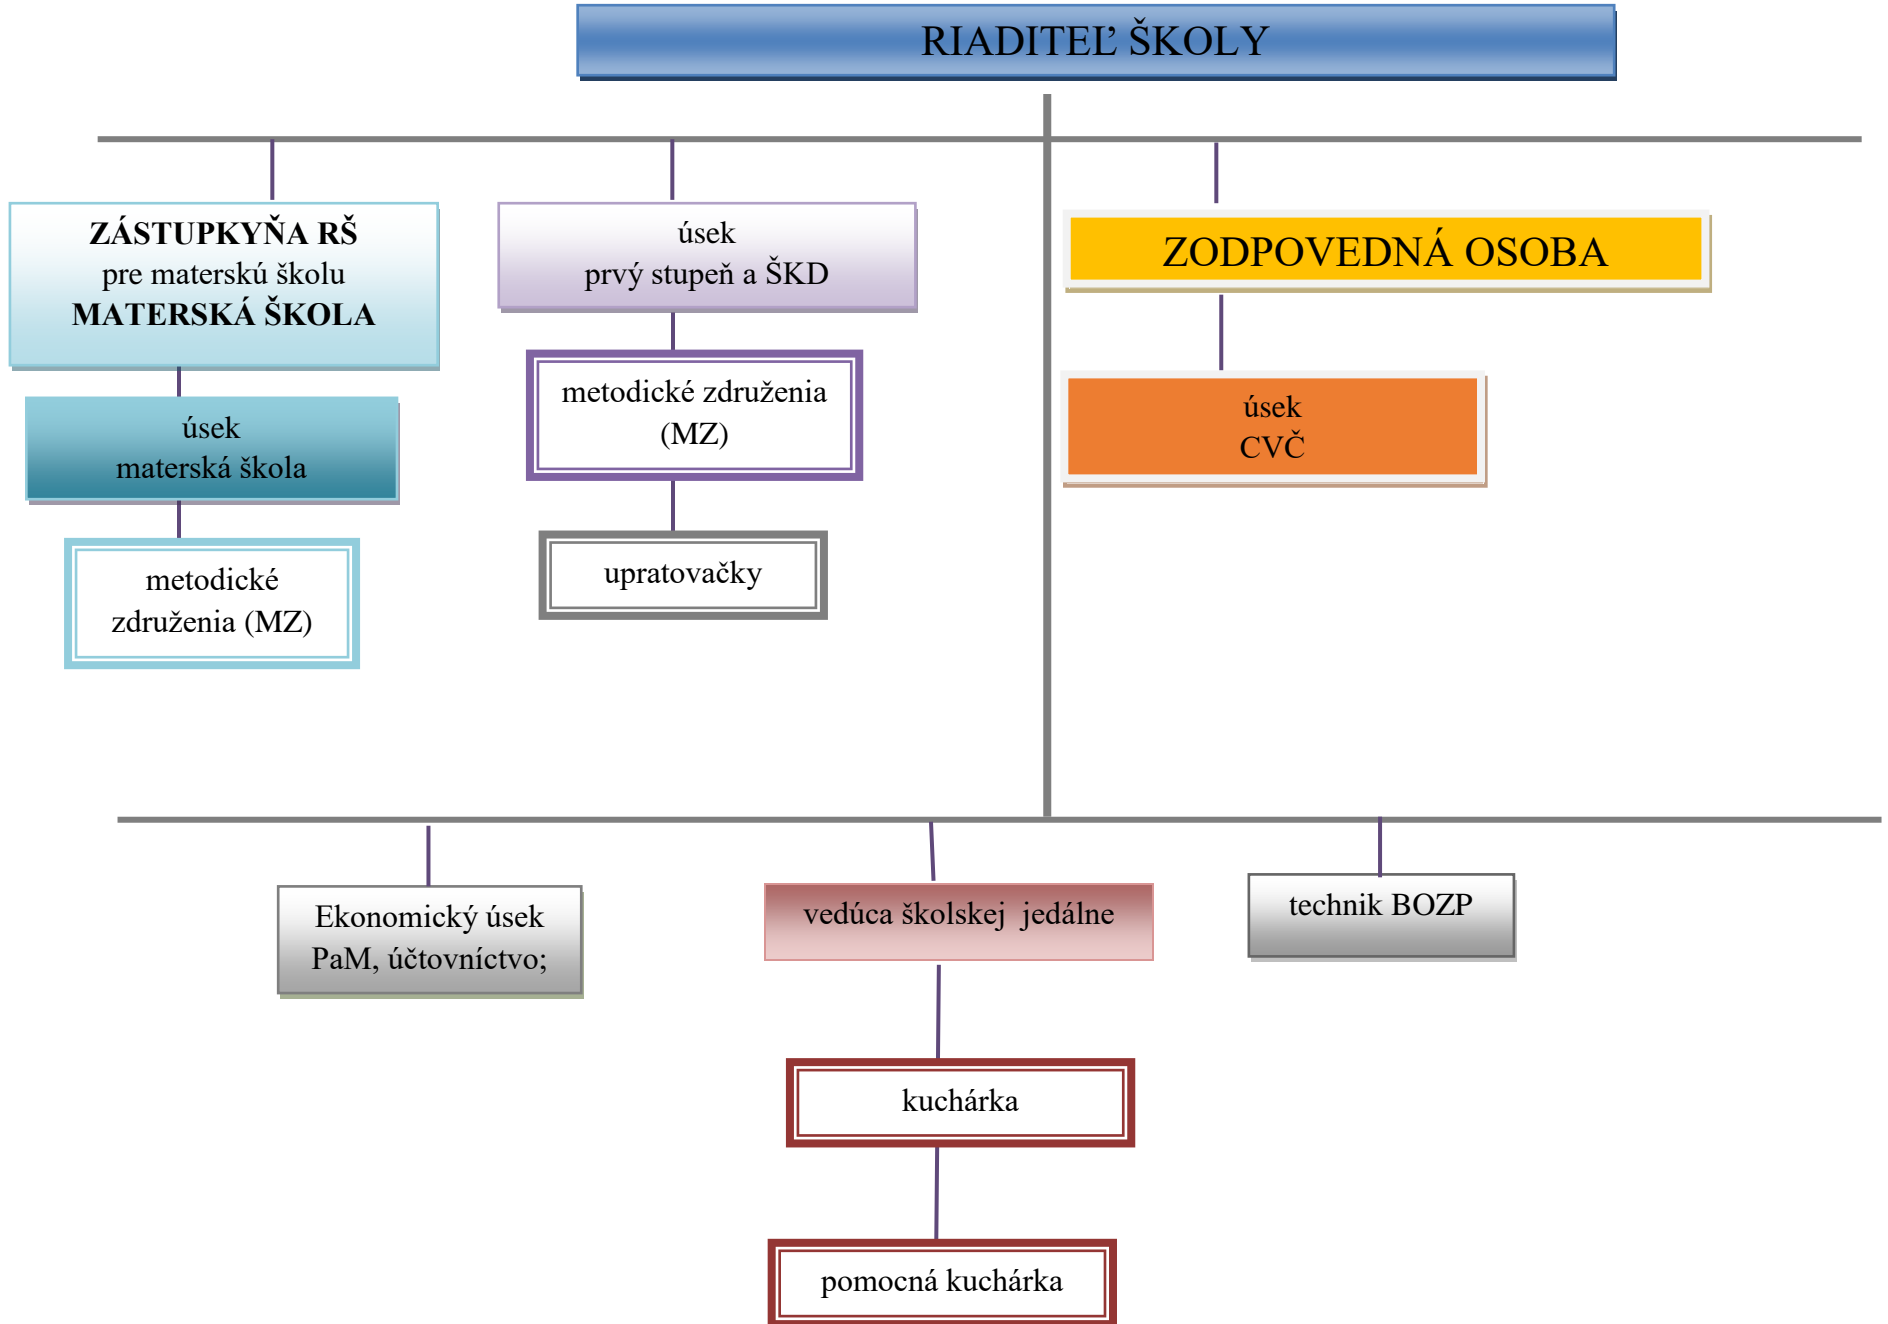 RIADITEĽ ŠKOLY
ZÁSTUPKYŇA RŠ
pre materskú školu
MATERSKÁ ŠKOLA
úsek
materská škola
metodické
združenia (MZ)
úsek
prvý stupeň a ŠKD
metodické združenia
(MZ)
upratovačky
ZODPOVEDNÁ OSOBA
úsek
CVČ
Ekonomický úsek
PaM, účtovníctvo;
vedúca školskej  jedálne
kuchárka
pomocná kuchárka
technik BOZP